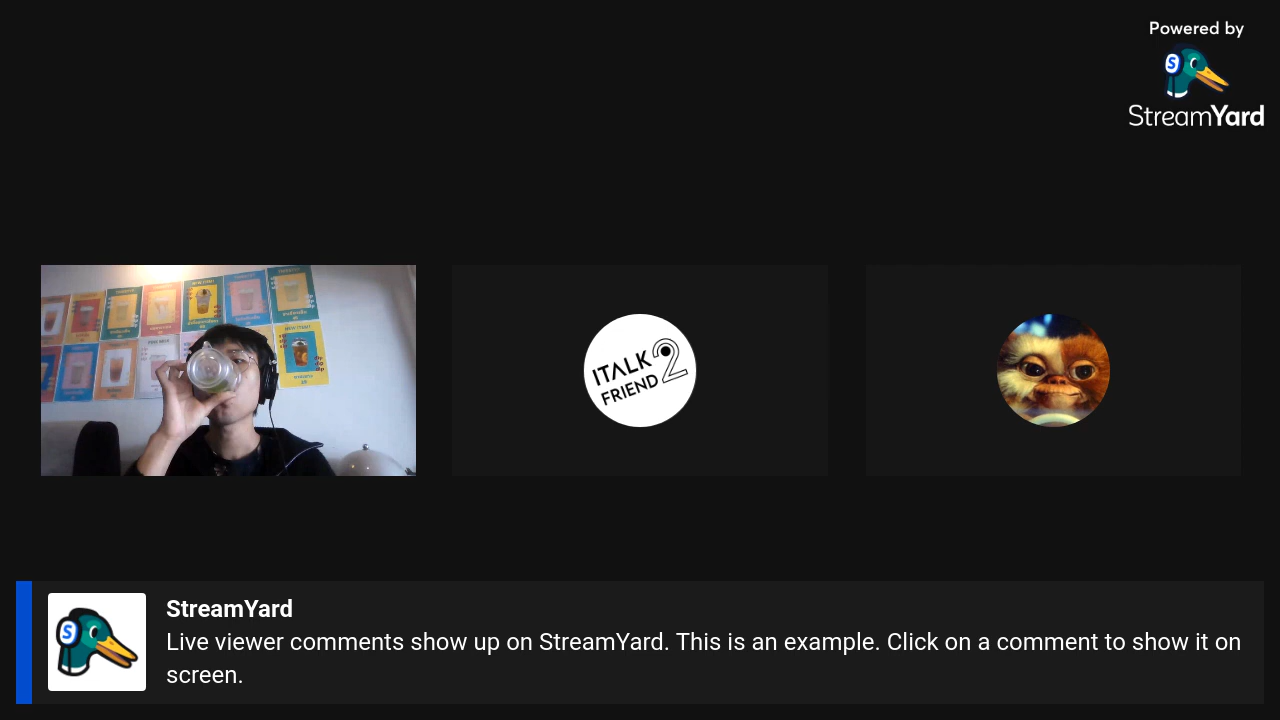 Powered by
S
StreamYard
ITALK 2
FRIEND
S
StreamYard
Live viewer comments show up on StreamYard. This is an example. Click on a comment to show it on
screen.